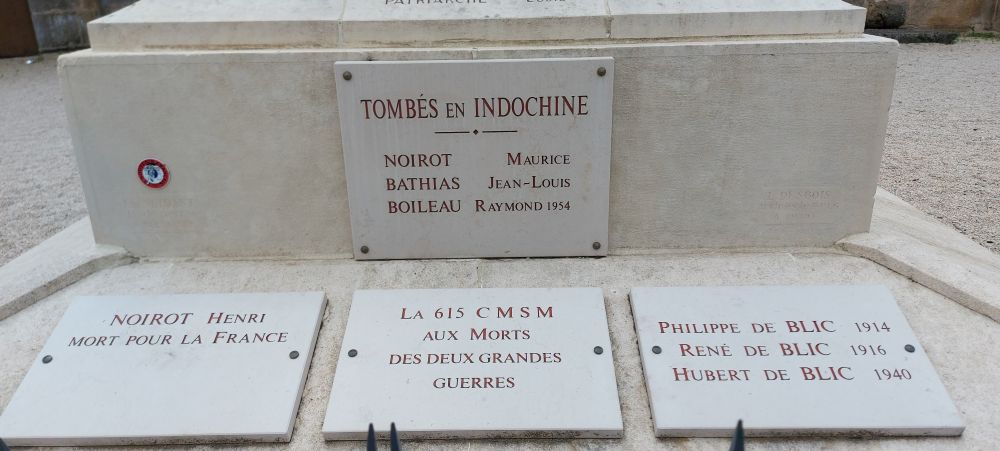 PATRIARCHE LOUIS
TOMBÉS EN INDOCHINE
NOIROT MAURICE
BATHIAS JEAN-LOUIS
BOILEAU RAYMOND 1954
NOIROT HENRI
MORT POUR LA FRANCE
LA 615 CMSM
AUX MORTS
DES DEUX GRANDES
GUERRES
PHILIPPE DE BLIC 1914
RENÉ DE BLIC 1916
HUBERT DE BLIC 1940